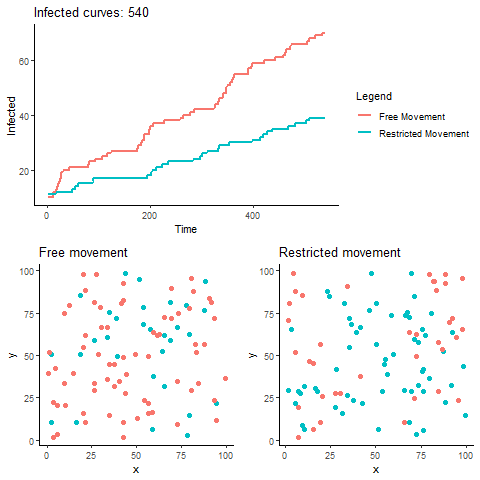 Infected curves: 540
Infected
60
40
20
0
200
400
Time
Legend
Free Movement
Restricted Movement
Free movement
y
100
75
50
25
0
0
25
50
75
100
x
Restricted movement
y
100
75
50
25
0
0
25
50
75
100
x